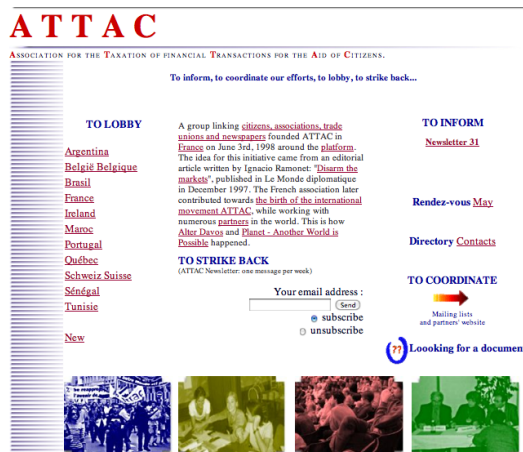 ATTAC
ASSOCIATION FOR THE TAXATION OF FINANCIAL TRANSACTIONS FOR THE AID OF CITIZENS.
To inform, to coordinate our efforts, to lobby, to strike back...
TO LOBBY
Argentina
België Belgique
Brasil
France
Ireland
Maroc
Portugal
Québec
Schweiz Suisse
Sénégal
Tunisie
New
A group linking citizens, associations, trade
unions and newspapers founded ATTAC in
France on June 3rd, 1998 around the platform.
The idea for this initiative came from an editorial
article written by Ignacio Ramonet: "Disarm the
markets", published in Le Monde diplomatique
in December 1997. The French association later
contributed towards the birth of the international
movement ATTAC, while working with
numerous partners in the world. This is how
Alter Davos and Planet - Another World is
Possible happened.
TO STRIKE BACK
(ATTAC Newsletter: one message per week)
Your email address :
Send
subscribe
unsubscribe
TO INFORM
Newsletter 31
Rendez-vous May
Directory Contacts
TO COORDINATE
Mailing lists
and partners' website
?? Loooking for a documen